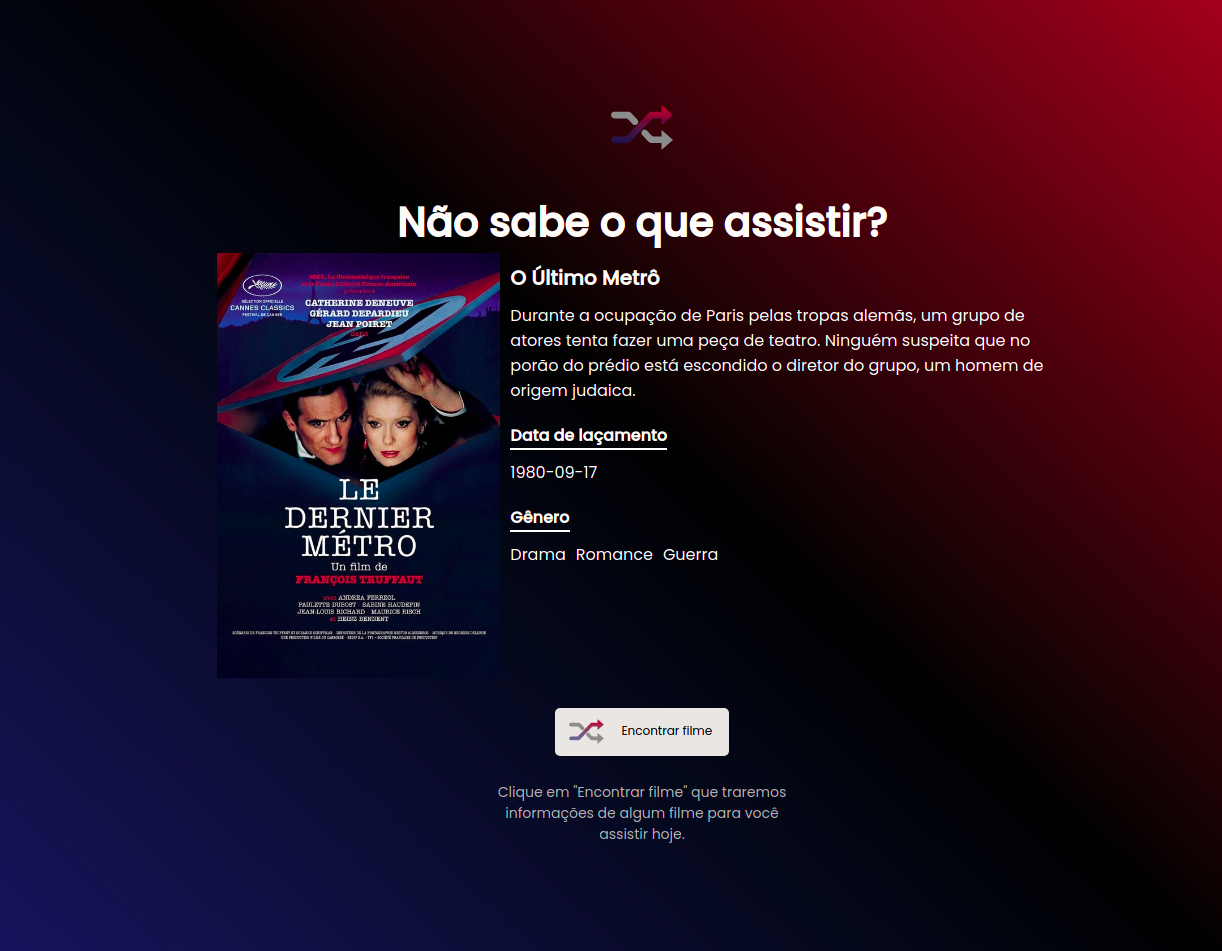 Não sabe o que assistir?
SÉLECTION OFFICIELLE
CANNES CLASSICS
FESTIVAL DE CANNES
MK2, La Cinémathèque française
présentent
CATHERINE DENEUVE
GÉRARD DEPARDIEU
JEAN POIRET
dans
LE
DERNIER
MÉTRO
Un film de
FRANÇOIS TRUFFAUT
avec ANDREA FERREOL
PAULETTE DUBOST · SABINE HAUDEPIN
JEAN-LOUIS RICHARD · MAURICE RISCH
et HEINZ BENNENT
O Último Metrô
Durante a ocupação de Paris pelas tropas alemãs, um grupo de
atores tenta fazer uma peça de teatro. Ninguém suspeita que no
porão do prédio está escondido o diretor do grupo, um homem de
origem judaica.
Data de laçamento
1980-09-17
Gênero
Drama Romance Guerra
Encontrar filme
Clique em "Encontrar filme" que traremos
informações de algum filme para você
assistir hoje.